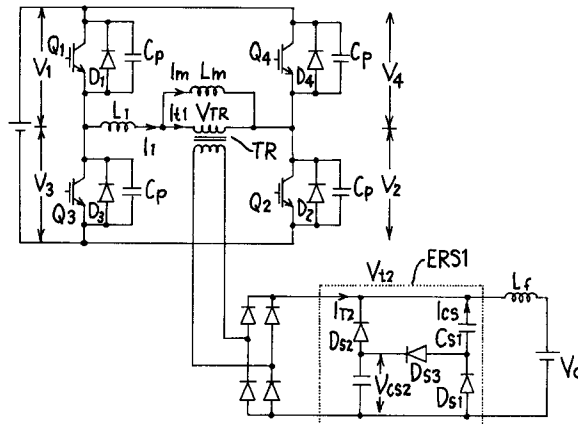 V1
Q1
D1
Cp
Im
Lm
Q4
D4
Cp
V4
L1
It1
VTR
I1
TR
V3
Q3
D3
Cp
Q2
D2
Cp
V2
ERS1
Vt2
Lf
IT2
Ics
Ds2
Cs1
Ds3
Vcs2
Ds1